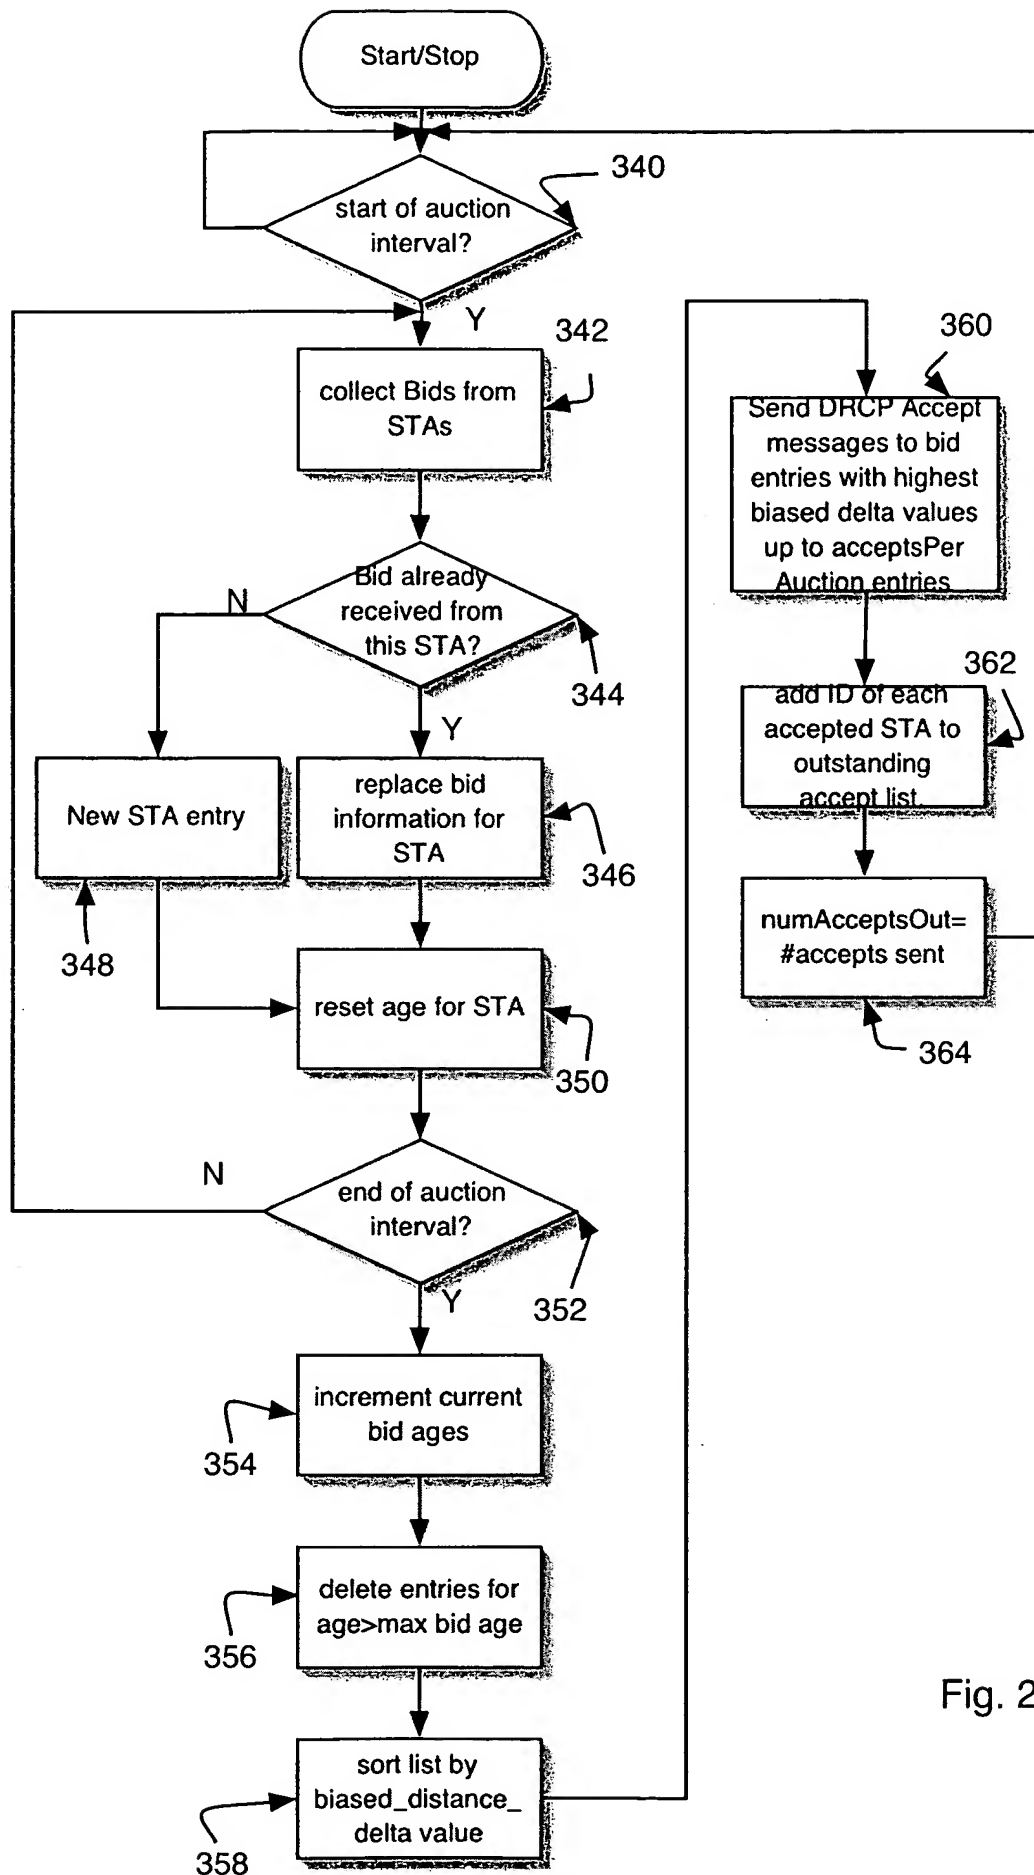 Start/Stop
start of auction
interval?
340
Y
342
collect Bids from
STAs
Bid already
received from
this STA?
N
344
Y
New STA entry
348
replace bid
information for
STA
346
reset age for STA
350
N
end of auction
interval?
352
Y
increment current
bid ages
354
delete entries for
age>max bid age
356
sort list by
biased_distance_
delta value
358
360
Send DRCP Accept
messages to bid
entries with highest
biased delta values
up to acceptsPer
Auction entries
362
add ID of each
accepted STA to
outstanding
accept list.
numAcceptsOut=
#accepts sent
364
Fig. 2